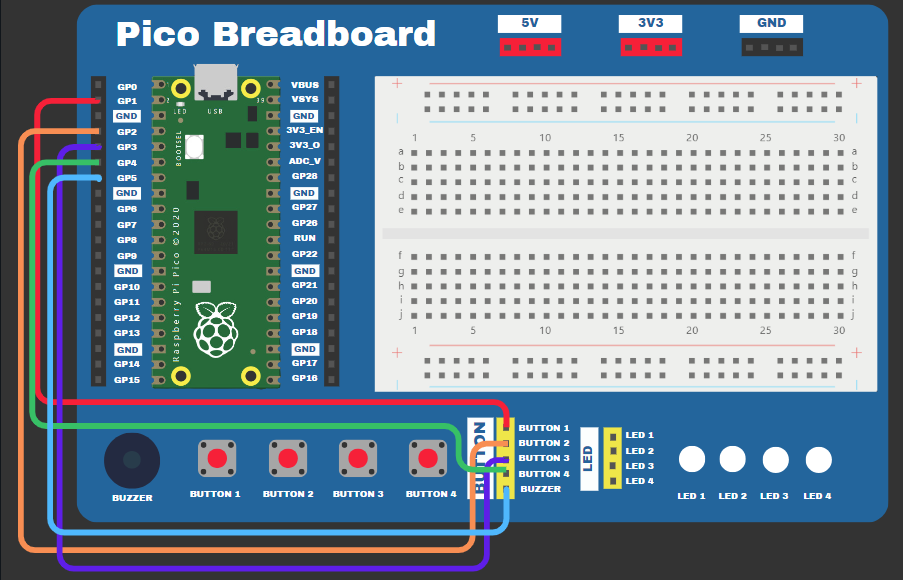 Pico Breadboard
5V
3V3
GND
GP0
GP1
GND
GP2
GP3
GP4
GP5
GND
GP6
GP7
GP8
GP9
GND
GP10
GP11
GP12
GP13
GND
GP14
GP15
LED
USB
BOOTSEL
Raspberry Pi Pico ©2020
VBUS
VSYS
GND
3V3_EN
3V3_O
ADC_V
GP28
GND
GP27
GP26
RUN
GP22
GND
GP21
GP20
GP19
GP18
GND
GP17
GP16
+ +
1 5 10 15 20 25 30
a a
b b
c c
d d
e e
f f
g g
h h
i i
j j
1 5 10 15 20 25 30
+ +
BUZZER
BUTTON 1
BUTTON 2
BUTTON 3
BUTTON 4
BUTTON
BUTTON 1
BUTTON 2
BUTTON 3
BUTTON 4
BUZZER
LED
LED 1
LED 2
LED 3
LED 4
LED 1 LED 2 LED 3 LED 4